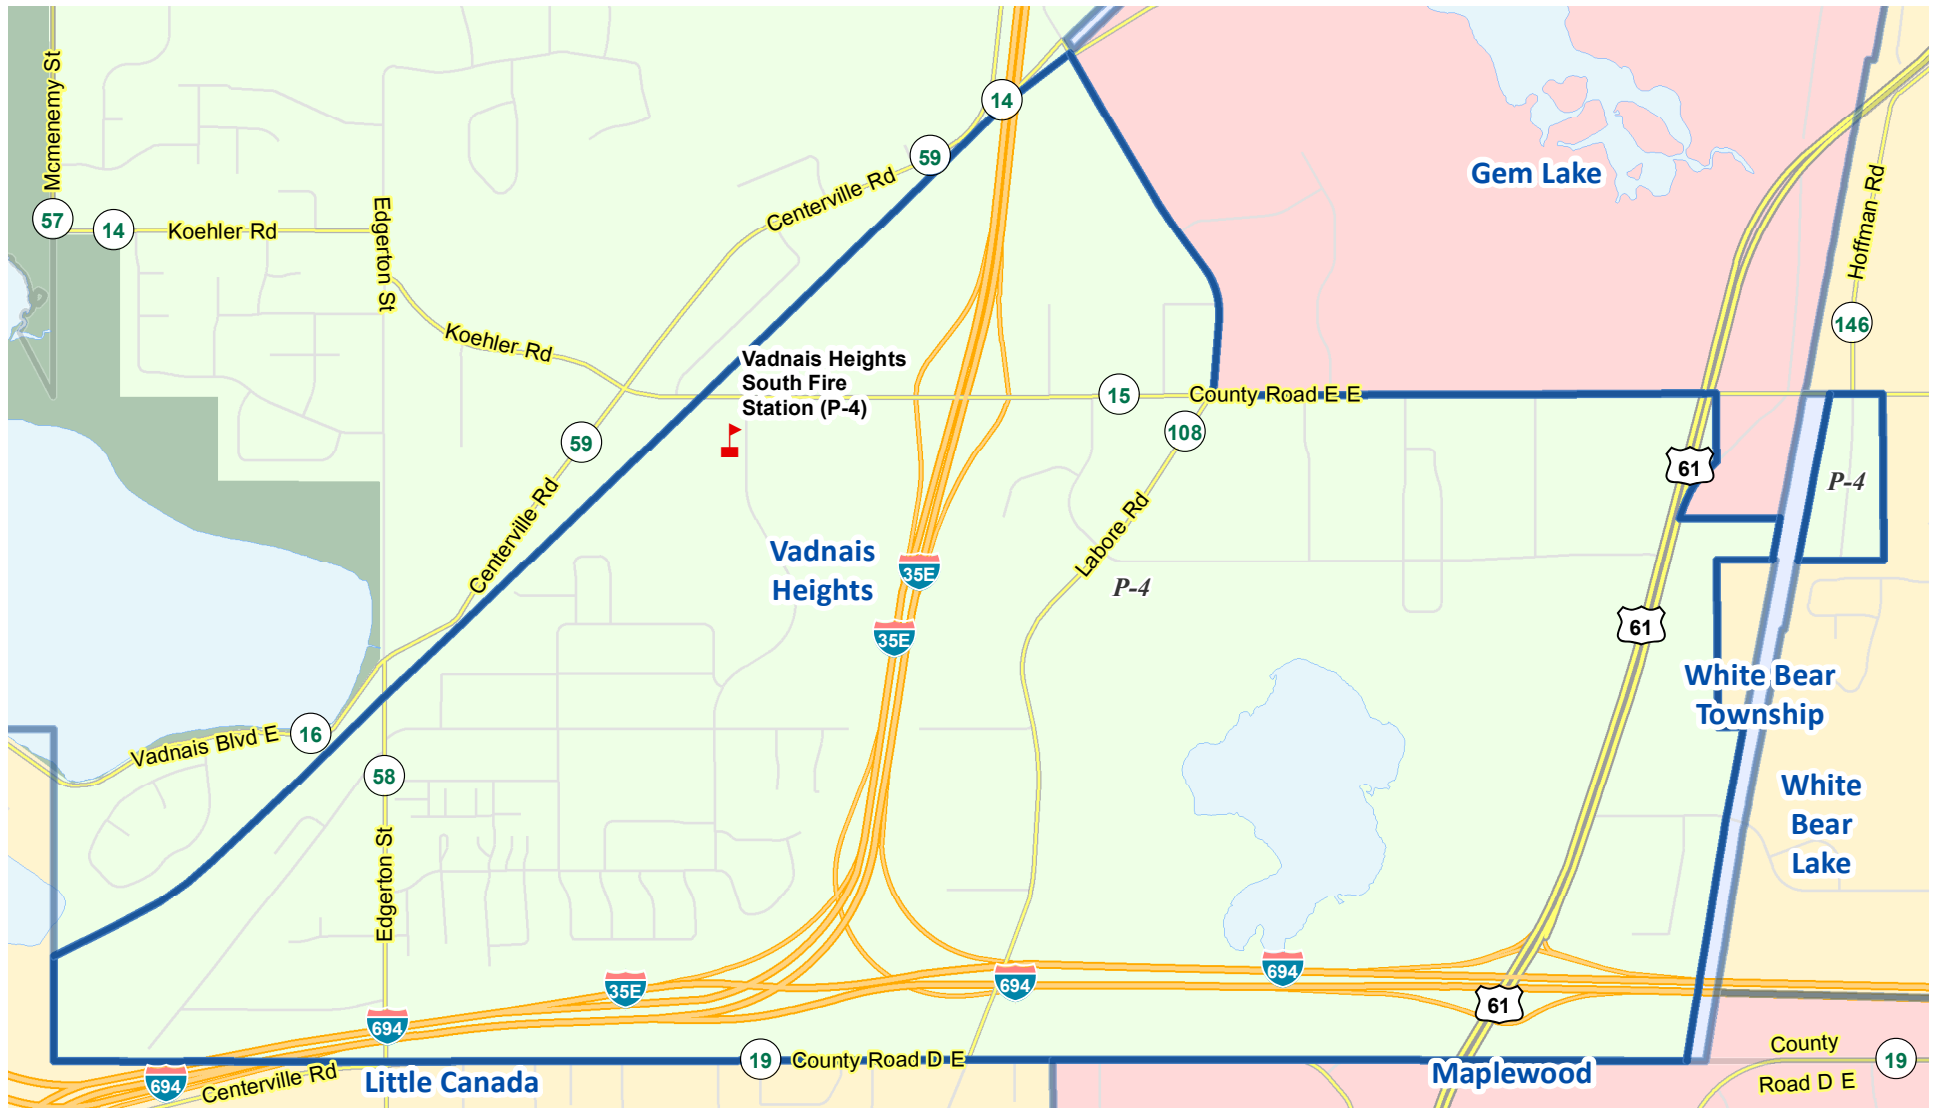 Mcmenemy St
14
59
Centerville Rd
Gem Lake
Hoffman Rd
57
14
Koehler Rd
Edgerton St
146
Koehler Rd
Vadnais Heights
South Fire
Station (P-4)
15
County Road E E
108
59
61
P-4
Centerville Rd
Labore Rd
Vadnais
Heights
35E
P-4
35E
61
White Bear
Township
Vadnais Blvd E
16
58
White
Bear
Lake
Edgerton St
35E
694
694
61
694
19
County Road D E
County
Road D E
19
694
Centerville Rd
Little Canada
Maplewood